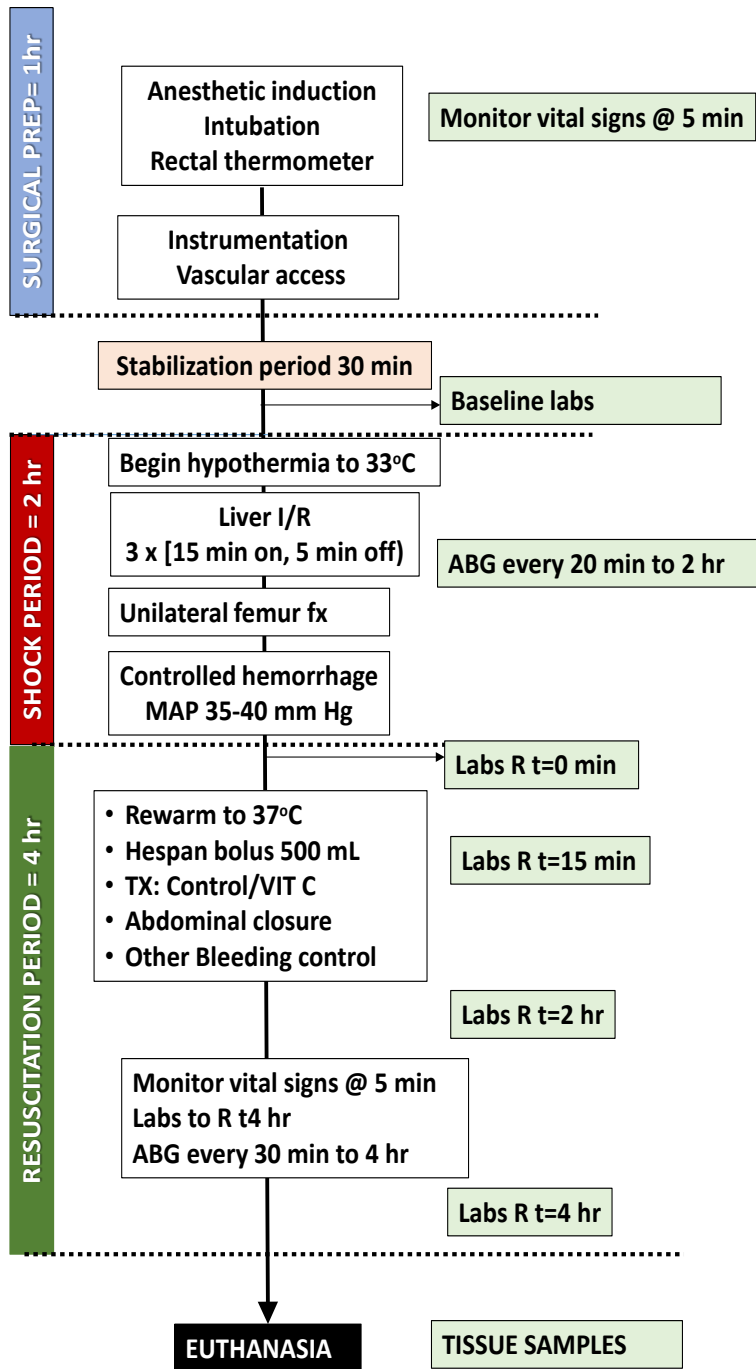 SURGICAL PREP= 1hr
Anesthetic induction
Intubation
Rectal thermometer
Monitor vital signs @ 5 min
Instrumentation
Vascular access
Stabilization period 30 min
Baseline labs
SHOCK PERIOD = 2 hr
Begin hypothermia to 33°C
Liver I/R
3 x [15 min on, 5 min off)
ABG every 20 min to 2 hr
Unilateral femur fx
Controlled hemorrhage
MAP 35-40 mm Hg
RESUSCITATION PERIOD = 4 hr
Labs R t=0 min
• Rewarm to 37°C
• Hespan bolus 500 mL
• TX: Control/VIT C
• Abdominal closure
• Other Bleeding control
Labs R t=15 min
Labs R t=2 hr
Monitor vital signs @ 5 min
Labs to R t4 hr
ABG every 30 min to 4 hr
Labs R t=4 hr
EUTHANASIA
TISSUE SAMPLES